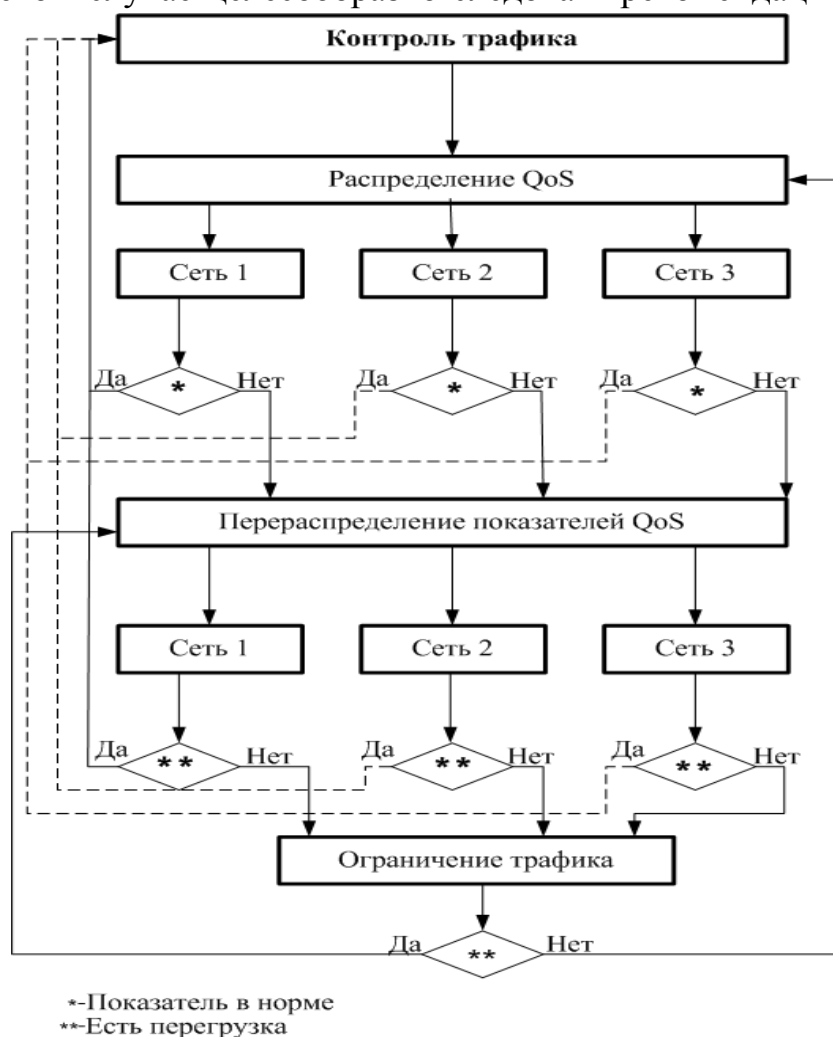 Контроль трафика
Распределение QoS
Сеть 1 Сеть 2 Сеть 3
Да * Нет Да * Нет Да * Нет
Перераспределение показателей QoS
Сеть 1 Сеть 2 Сеть 3
Да ** Нет Да ** Нет Да ** Нет
Ограничение трафика
Да ** Нет
*-Показатель в норме
**-Есть перегрузка